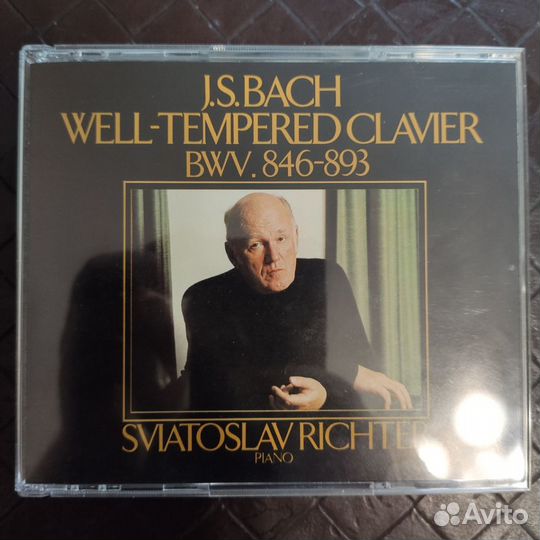 J.S. BACH
WELL-TEMPERED CLAVIER
BWV. 846-893
SVIATOSLAV RICHTER
PIANO
Avito